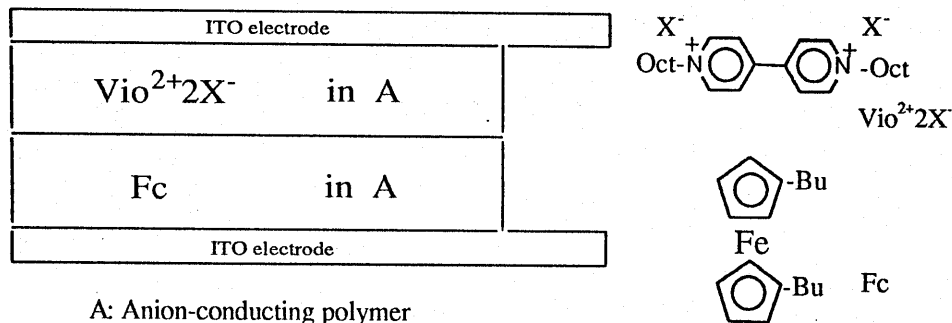 ITO electrode
Vio²⁺2X⁻ in A
Fc in A
ITO electrode
A: Anion-conducting polymer
X⁻ X⁻
Oct-N⁺ N⁺-Oct
Vio²⁺2X⁻
-Bu
Fe
-Bu Fc